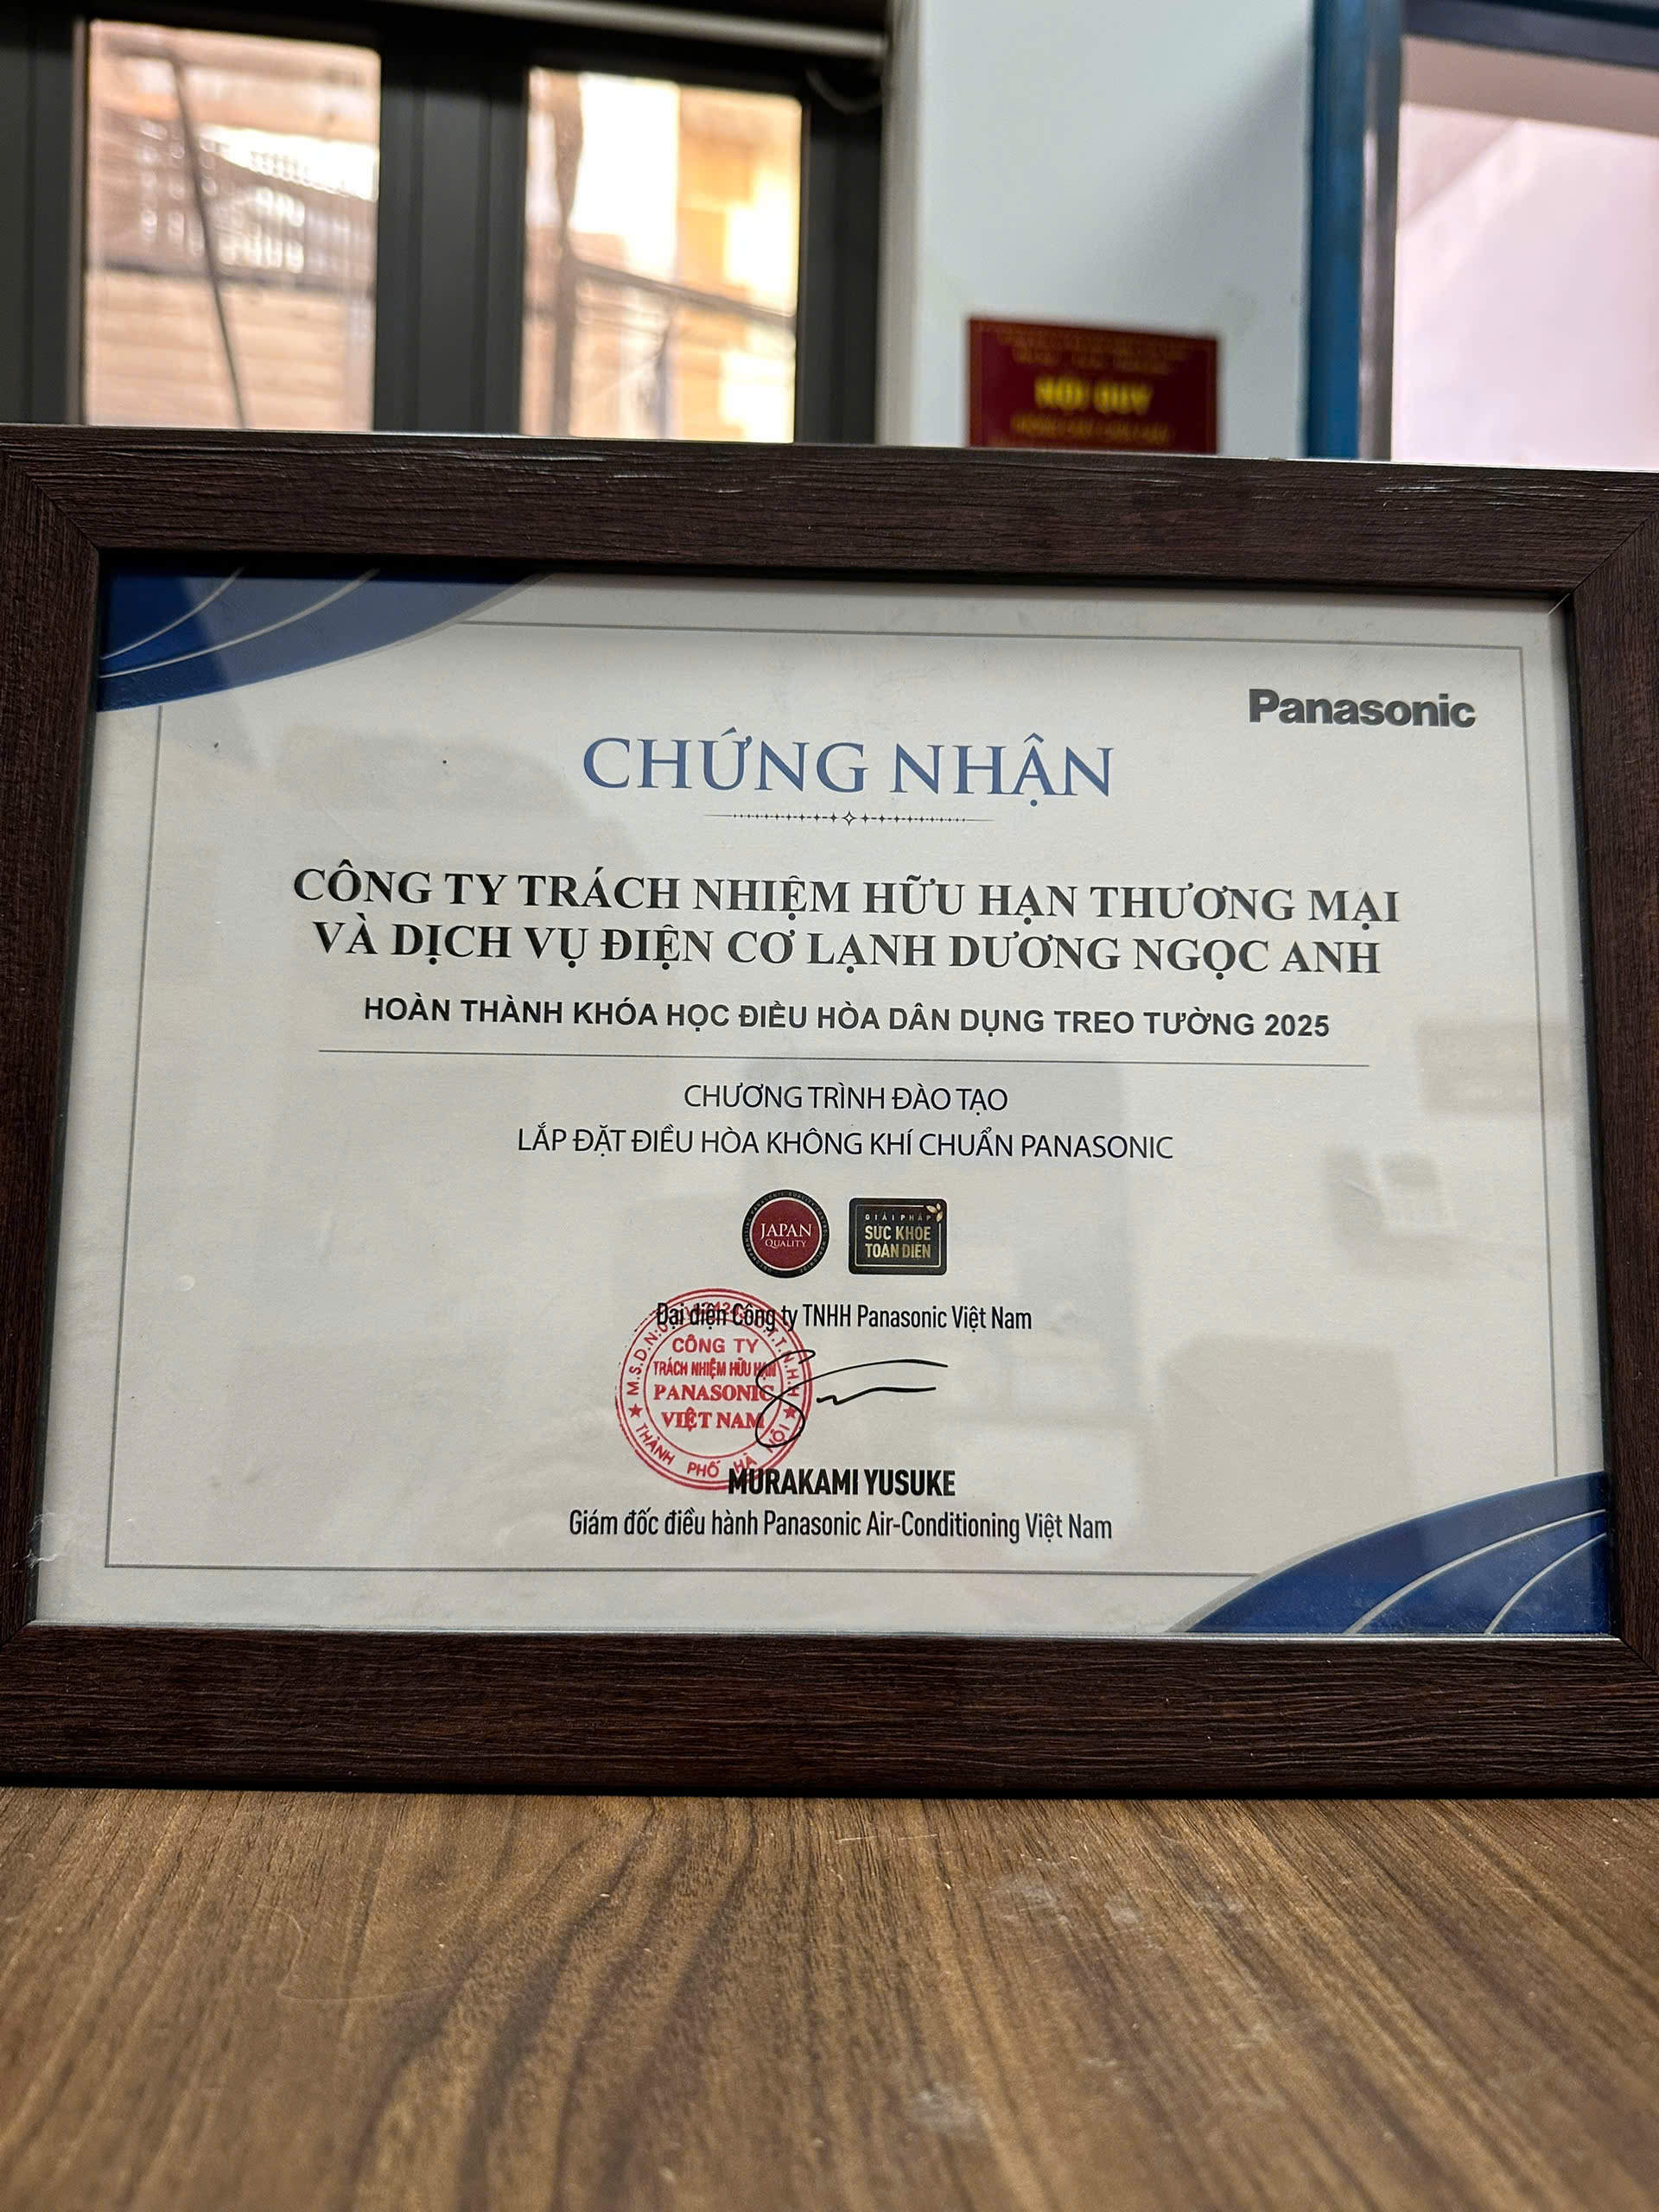 NỘI QUY
Panasonic
CHỨNG NHẬN
CÔNG TY TRÁCH NHIỆM HỮU HẠN THƯƠNG MẠI
VÀ DỊCH VỤ ĐIỆN CƠ LẠNH DƯƠNG NGỌC ANH
HOÀN THÀNH KHÓA HỌC ĐIỀU HÒA DÂN DỤNG TREO TƯỜNG 2025
CHƯƠNG TRÌNH ĐÀO TẠO
LẮP ĐẶT ĐIỀU HÒA KHÔNG KHÍ CHUẨN PANASONIC
JAPAN
QUALITY
GIẢI PHÁP
SỨC KHỎE
TOÀN DIỆN
Đại diện Công ty TNHH Panasonic Việt Nam
M.S.D.N:
T.N.H.H
CÔNG TY
TRÁCH NHIỆM HỮU HẠN
PANASONIC
VIỆT NAM
THÀNH PHỐ HÀ NỘI
MURAKAMI YUSUKE
Giám đốc điều hành Panasonic Air-Conditioning Việt Nam